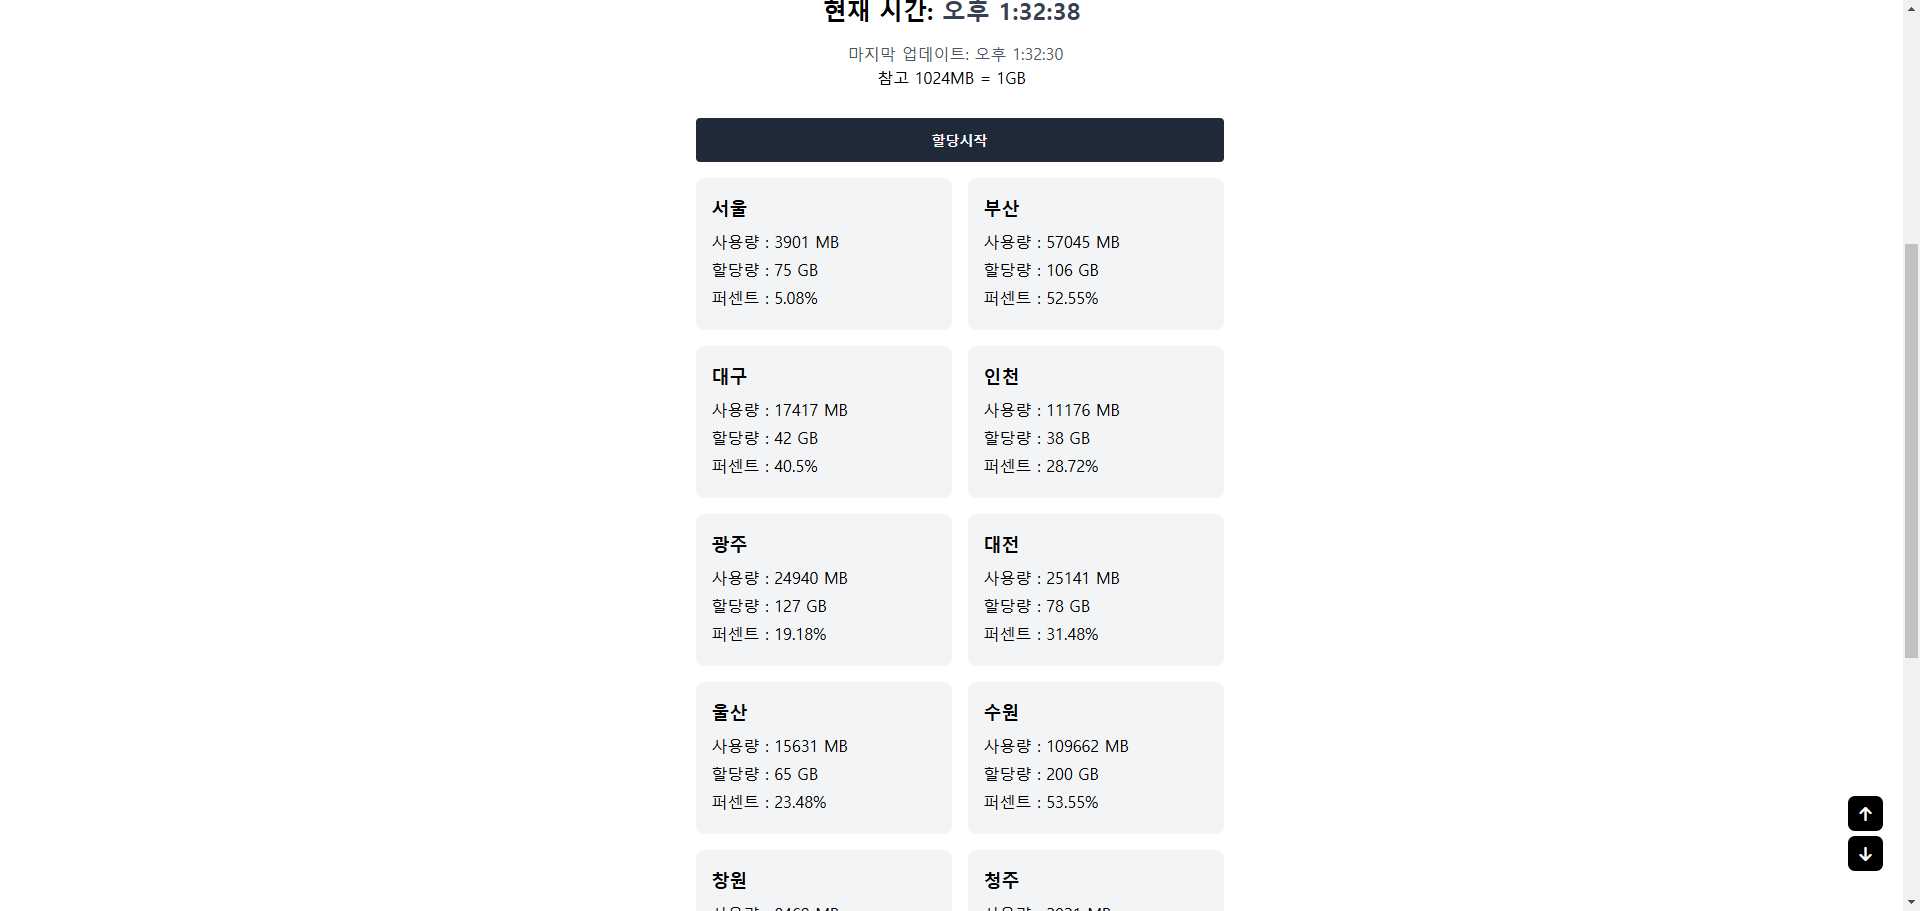 현재 시간: 오후 1:32:38
마지막 업데이트: 오후 1:32:30
참고 1024MB = 1GB
할당시작
서울
사용량 : 3901 MB
할당량 : 75 GB
퍼센트 : 5.08%
부산
사용량 : 57045 MB
할당량 : 106 GB
퍼센트 : 52.55%
대구
사용량 : 17417 MB
할당량 : 42 GB
퍼센트 : 40.5%
인천
사용량 : 11176 MB
할당량 : 38 GB
퍼센트 : 28.72%
광주
사용량 : 24940 MB
할당량 : 127 GB
퍼센트 : 19.18%
대전
사용량 : 25141 MB
할당량 : 78 GB
퍼센트 : 31.48%
울산
사용량 : 15631 MB
할당량 : 65 GB
퍼센트 : 23.48%
수원
사용량 : 109662 MB
할당량 : 200 GB
퍼센트 : 53.55%
창원
청주